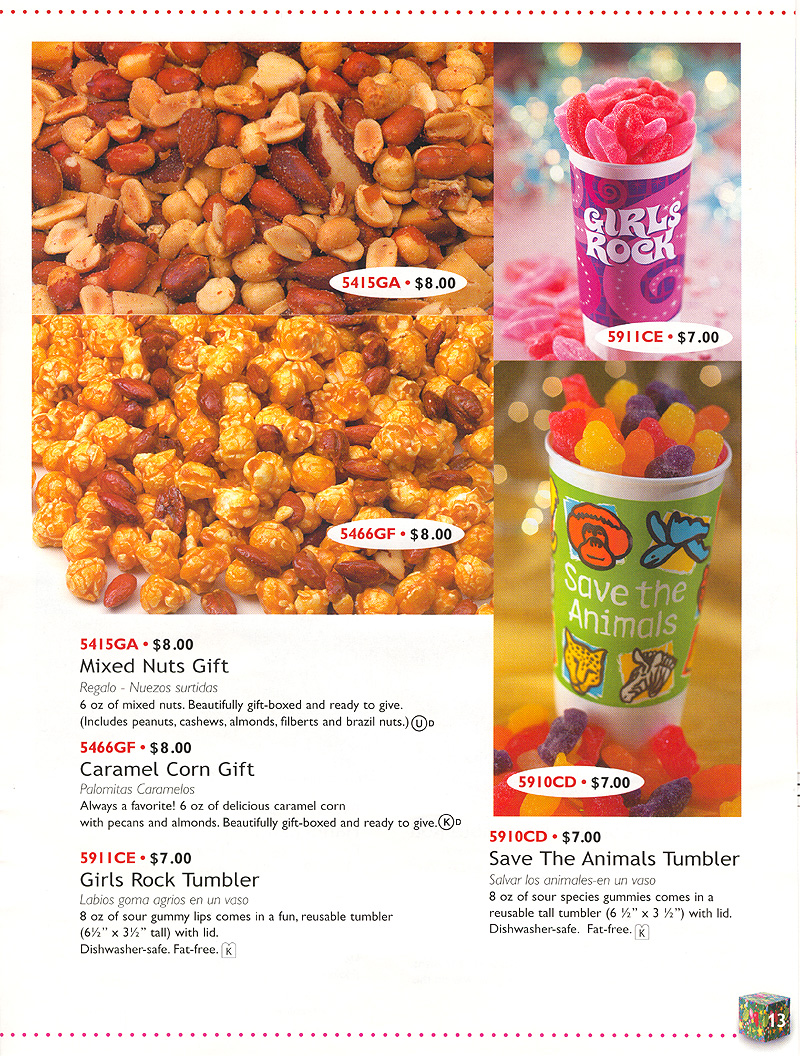 5415GA • $8.00
GIRLS
ROCK
5911CE • $7.00
5466GF • $8.00
Save the
Animals
5910CD • $7.00
5415GA • $8.00
Mixed Nuts Gift
Regalo - Nuezos surtidas
6 oz of mixed nuts. Beautifully gift-boxed and ready to give.
(Includes peanuts, cashews, almonds, filberts and brazil nuts.) U D
5466GF • $8.00
Caramel Corn Gift
Palomitas Caramelos
Always a favorite! 6 oz of delicious caramel corn
with pecans and almonds. Beautifully gift-boxed and ready to give. K D
5911CE • $7.00
Girls Rock Tumbler
Labios goma agrios en un vaso
8 oz of sour gummy lips comes in a fun, reusable tumbler
(6½” x 3½” tall) with lid.
Dishwasher-safe. Fat-free. K
5910CD • $7.00
Save The Animals Tumbler
Salvar los animales-en un vaso
8 oz of sour species gummies comes in a
reusable tall tumbler (6 ½” x 3 ½”) with lid.
Dishwasher-safe. Fat-free. K
13